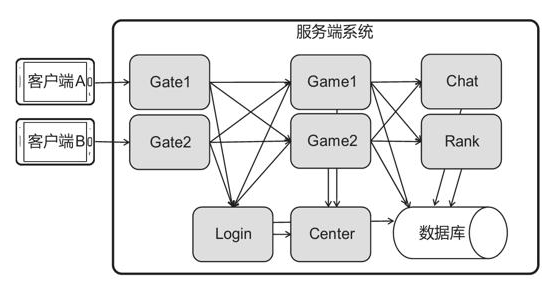 服务端系统
客户端A
Gate1
Game1
Chat
客户端B
Gate2
Game2
Rank
Login
Center
数据库